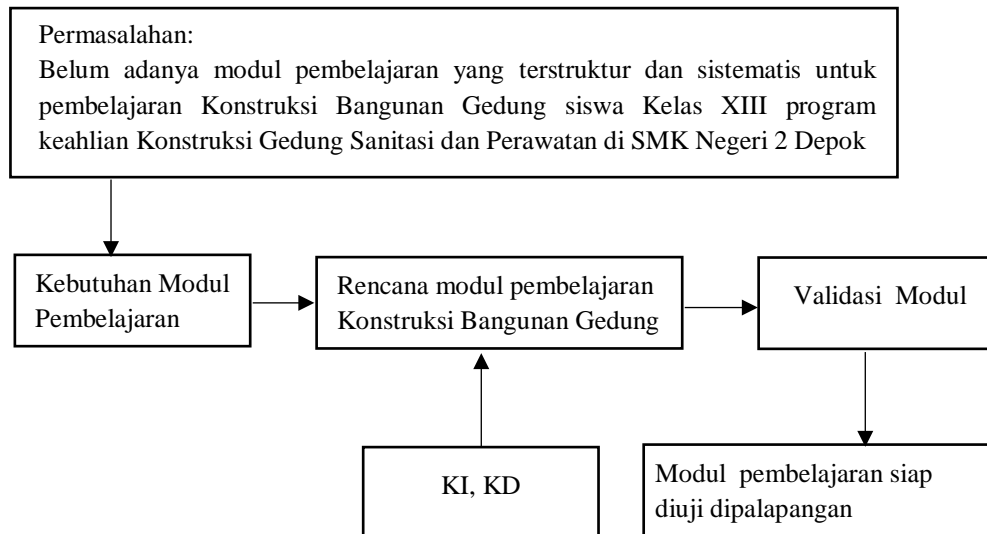 Permasalahan:
Belum adanya modul pembelajaran yang terstruktur dan sistematis untuk
pembelajaran Konstruksi Bangunan Gedung siswa Kelas XIII program
keahlian Konstruksi Gedung Sanitasi dan Perawatan di SMK Negeri 2 Depok
Kebutuhan Modul
Pembelajaran
Rencana modul pembelajaran
Konstruksi Bangunan Gedung
Validasi Modul
KI, KD
Modul pembelajaran siap
diuji dipalapangan